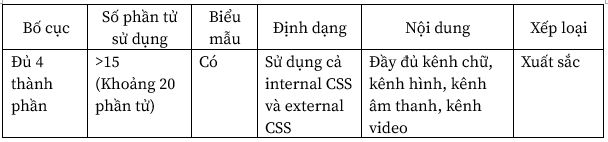 Bố cục
Số phần tử
sử dụng
Biểu
mẫu
Định dạng
Nội dung
Xếp loại
Đủ 4
thành
phần
>15
(Khoảng 20
phần tử)
Có
Sử dụng cả
internal CSS
và external
CSS
Đầy đủ kênh chữ,
kênh hình, kênh
âm thanh, kênh
video
Xuất sắc